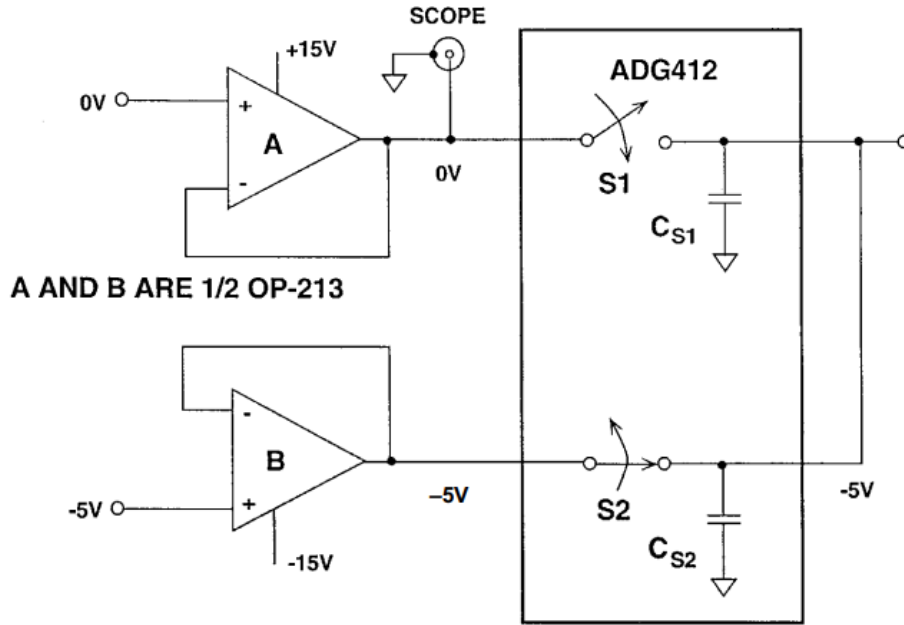 SCOPE
+15V
ADG412
0V
+
A
-
0V
S1
CS1
A AND B ARE 1/2 OP-213
-
B
–5V
-5V
+
-5V
S2
-15V
CS2